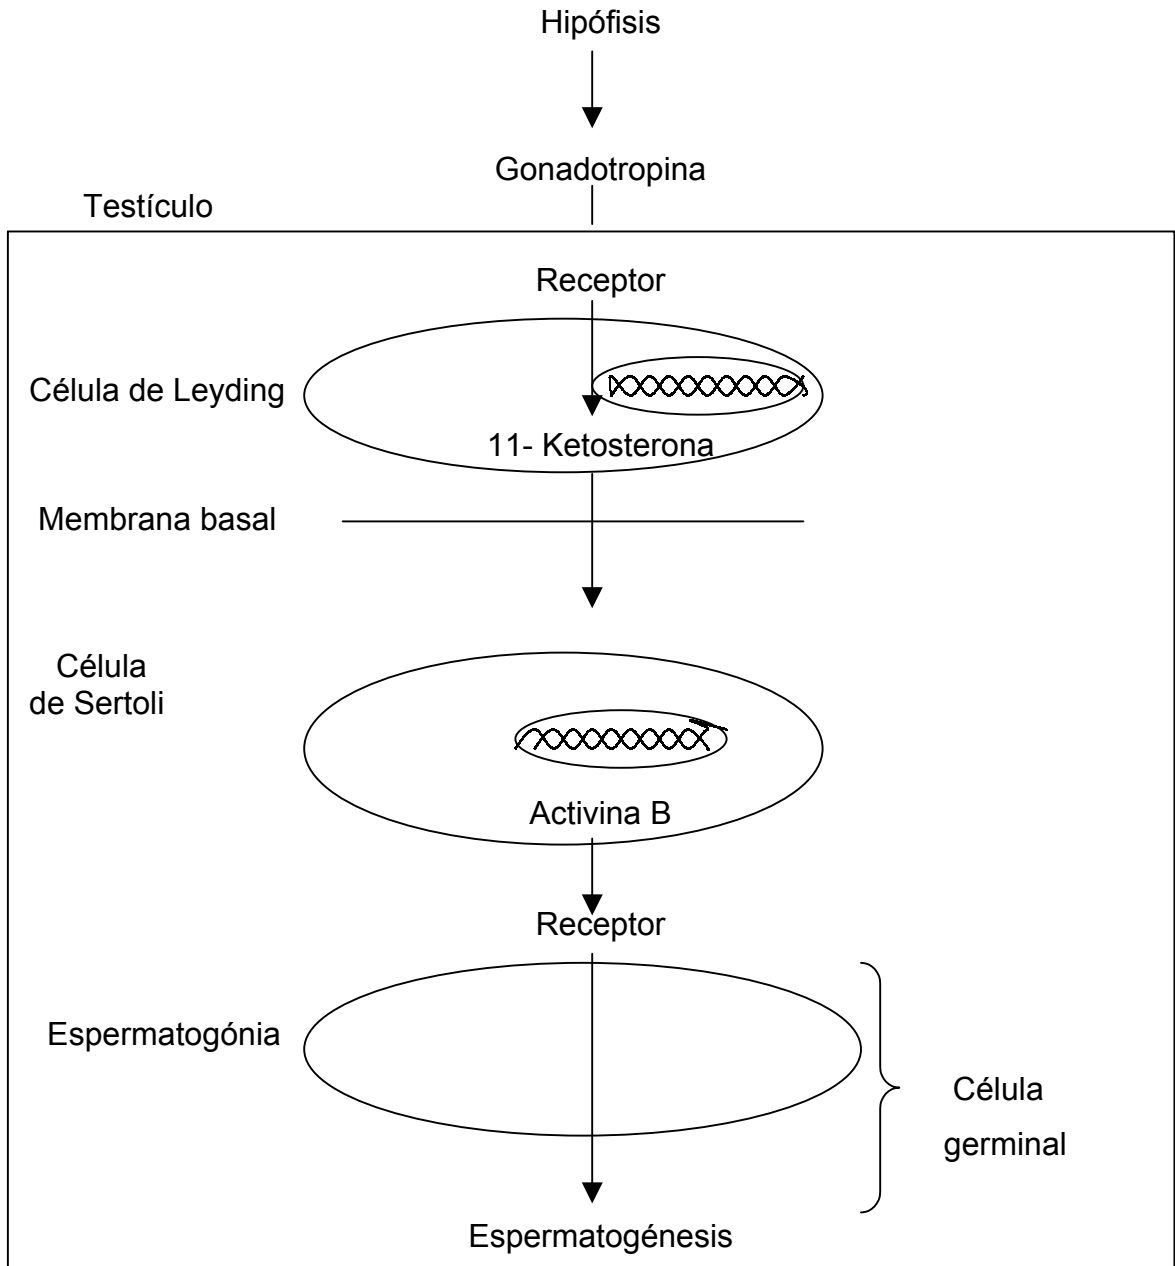 Hipófisis
Gonadotropina
Testículo
Receptor
Célula de Leyding
11- Ketosterona
Membrana basal
Célula
de Sertoli
Activina B
Receptor
Espermatogónia
Célula
germinal
Espermatogénesis